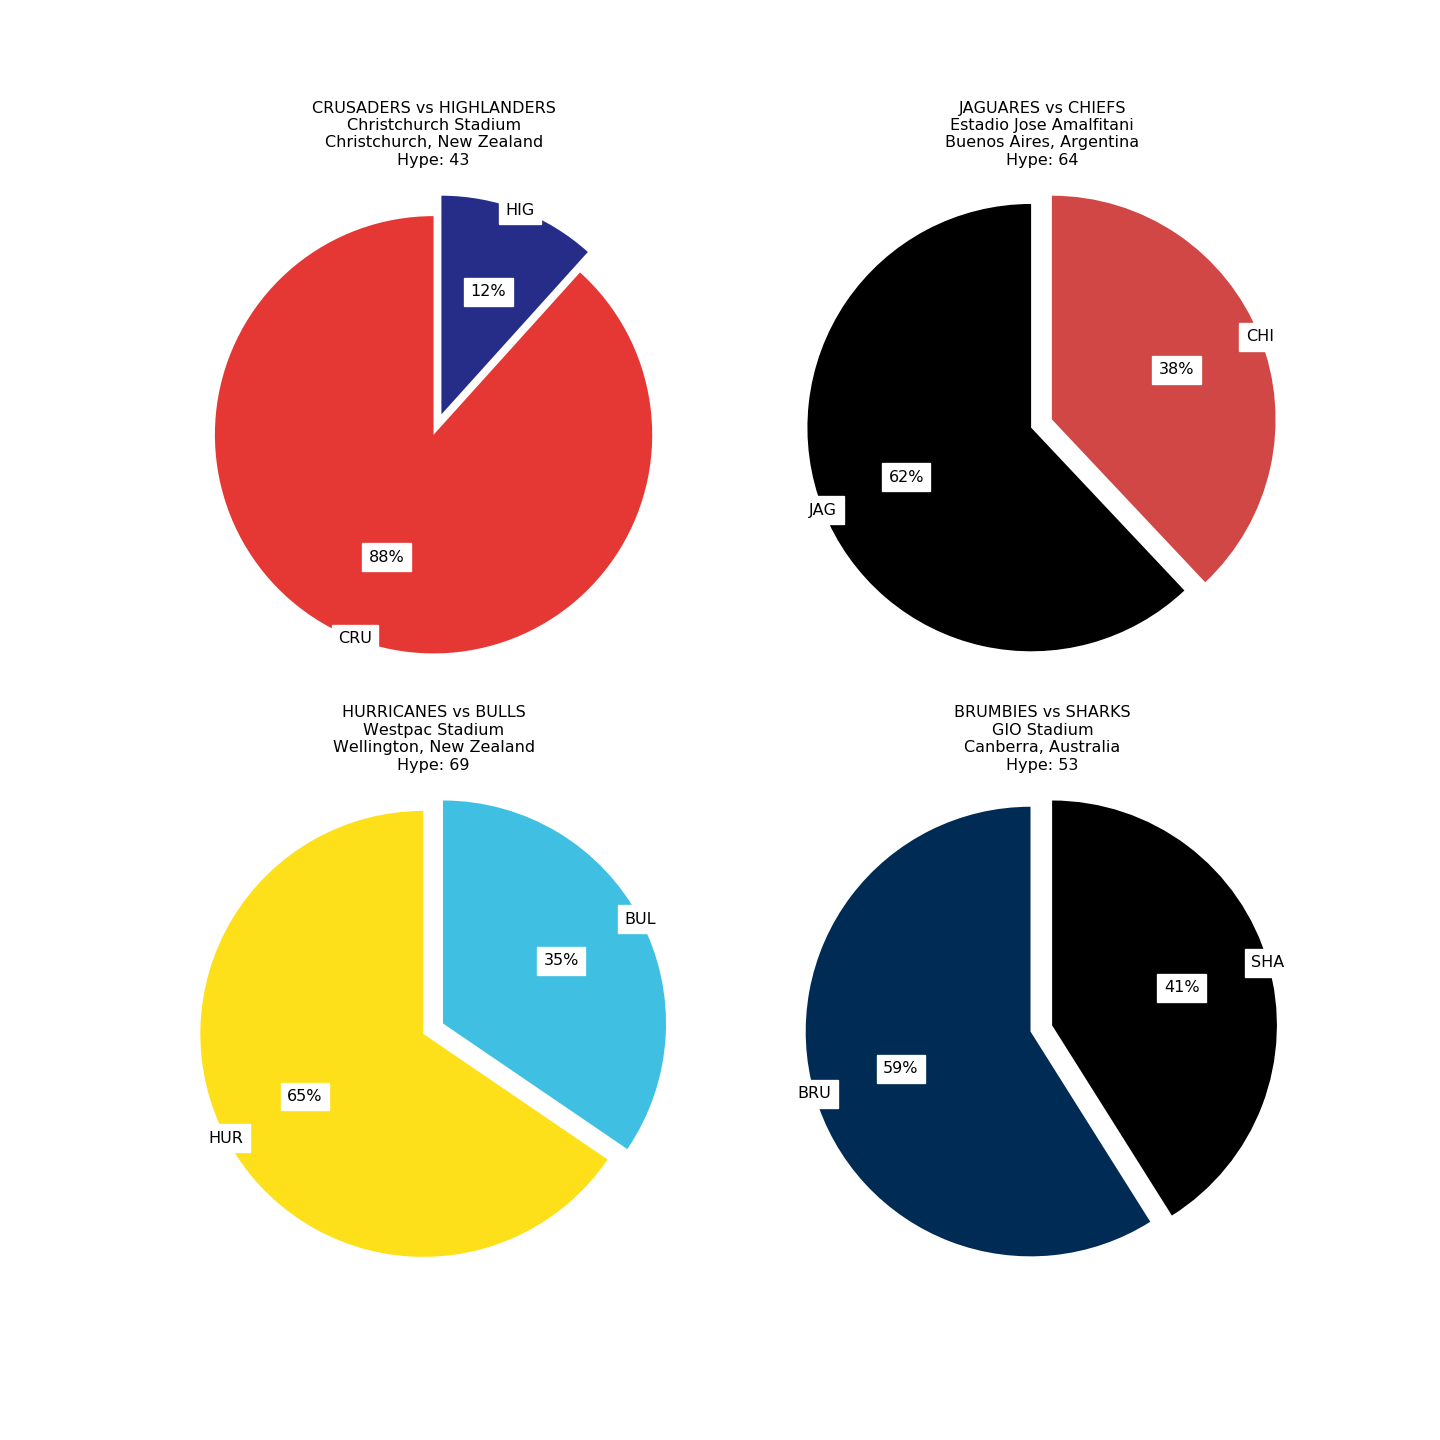 CRUSADERS vs HIGHLANDERS
Christchurch Stadium
Christchurch, New Zealand
Hype: 43
HIG
12%
88%
CRU
JAGUARES vs CHIEFS
Estadio Jose Amalfitani
Buenos Aires, Argentina
Hype: 64
CHI
38%
62%
JAG
HURRICANES vs BULLS
Westpac Stadium
Wellington, New Zealand
Hype: 69
BUL
35%
65%
HUR
BRUMBIES vs SHARKS
GIO Stadium
Canberra, Australia
Hype: 53
SHA
41%
59%
BRU